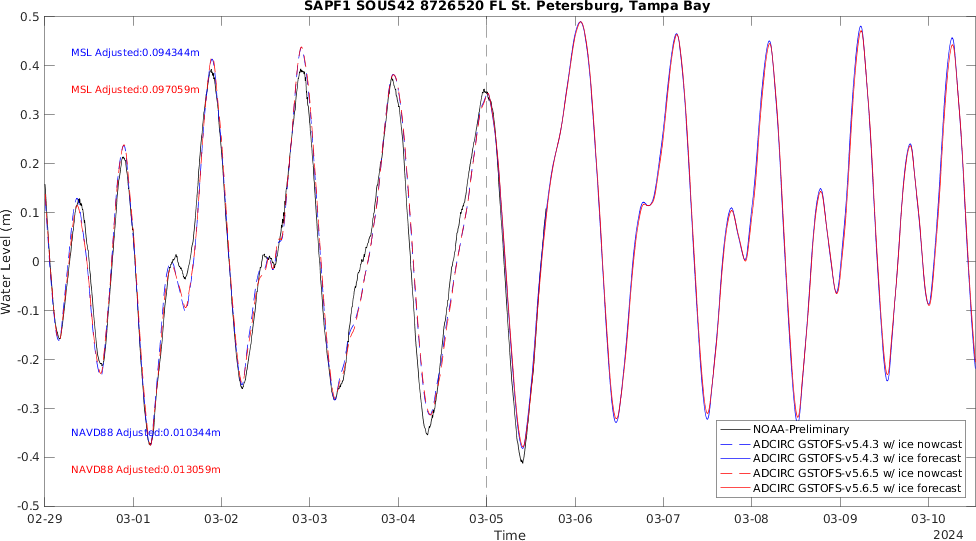 SAPF1 SOUS42 8726520 FL St. Petersburg, Tampa Bay
0.5
0.4
0.3
0.2
0.1
0
-0.1
-0.2
-0.3
-0.4
-0.5
Water Level (m)
MSL Adjusted:0.094344m
MSL Adjusted:0.097059m
NAVD88 Adjusted:0.010344m
NAVD88 Adjusted:0.013059m
NOAA-Preliminary
ADCIRC GSTOFS-v5.4.3 w/ ice nowcast
ADCIRC GSTOFS-v5.4.3 w/ ice forecast
ADCIRC GSTOFS-v5.6.5 w/ ice nowcast
ADCIRC GSTOFS-v5.6.5 w/ ice forecast
02-29 03-01 03-02 03-03 03-04 03-05 03-06 03-07 03-08 03-09 03-10
2024
Time